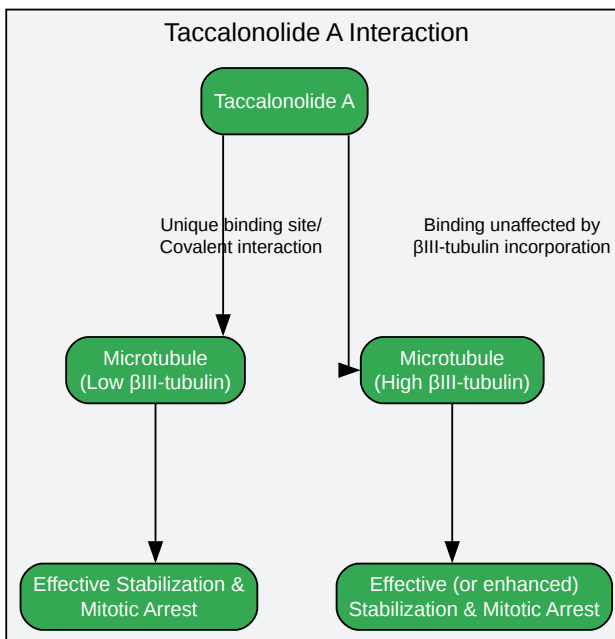 Taccalonolide A Interaction
Taccalonolide A
Unique binding site/
Covalent interaction
Binding unaffected by
βIII-tubulin incorporation
Microtubule
(Low βIII-tubulin)
Microtubule
(High βIII-tubulin)
Effective Stabilization &
Mitotic Arrest
Effective (or enhanced)
Stabilization & Mitotic Arrest